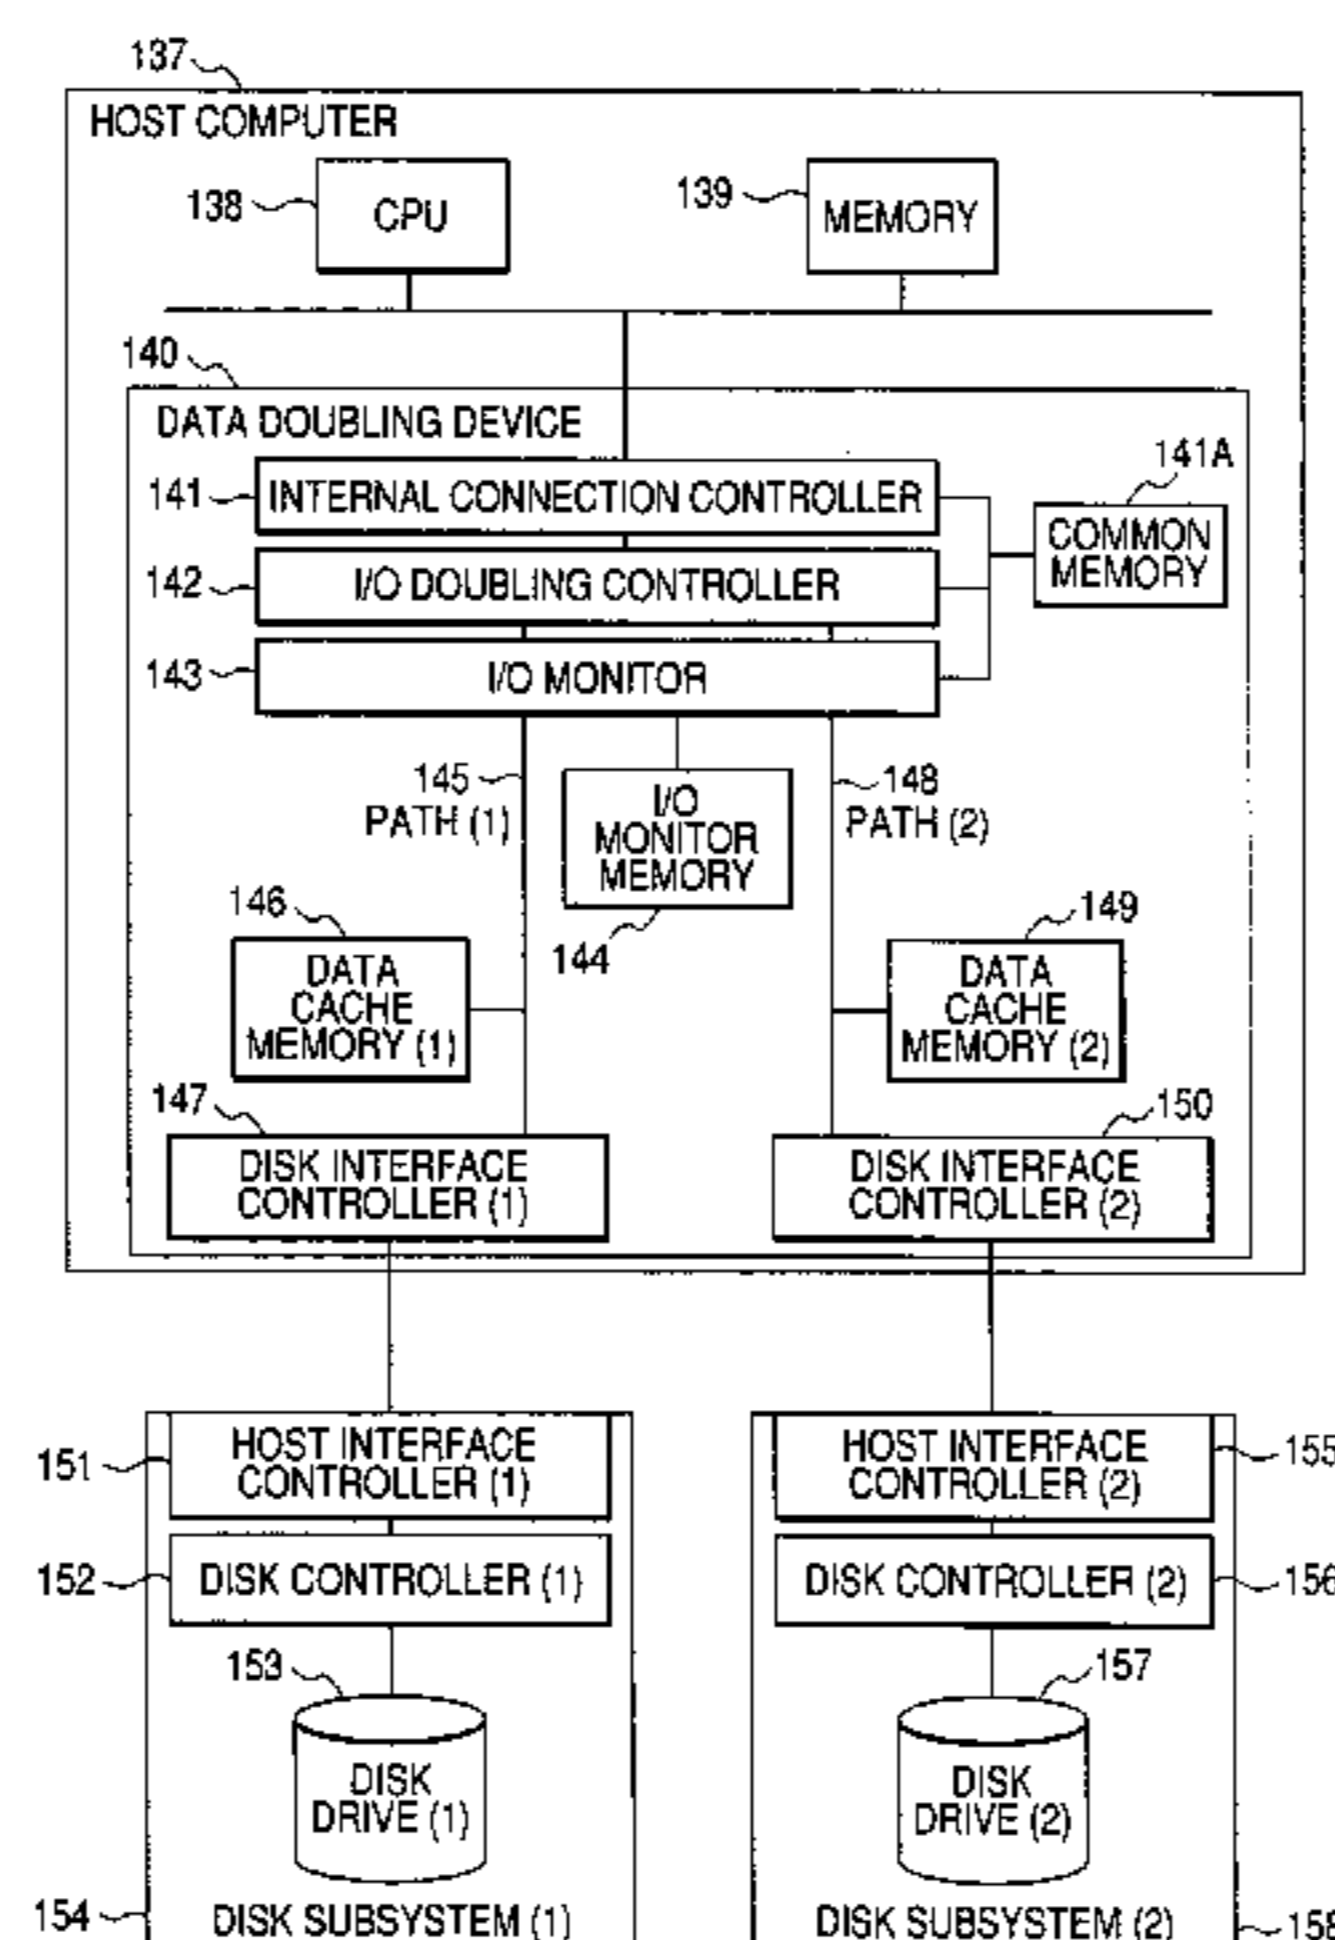 137
HOST COMPUTER
138
CPU
139
MEMORY
140
DATA DOUBLING DEVICE
141
INTERNAL CONNECTION CONTROLLER
141A
COMMON
MEMORY
142
I/O DOUBLING CONTROLLER
143
I/O MONITOR
145
PATH (1)
I/O
MONITOR
MEMORY
144
148
PATH (2)
146
DATA
CACHE
MEMORY (1)
149
DATA
CACHE
MEMORY (2)
147
DISK INTERFACE
CONTROLLER (1)
150
DISK INTERFACE
CONTROLLER (2)
151
HOST INTERFACE
CONTROLLER (1)
HOST INTERFACE
CONTROLLER (2)
155
152
DISK CONTROLLER (1)
DISK CONTROLLER (2)
156
153
DISK
DRIVE (1)
157
DISK
DRIVE (2)
154
DISK SUBSYSTEM (1)
DISK SUBSYSTEM (2)
158